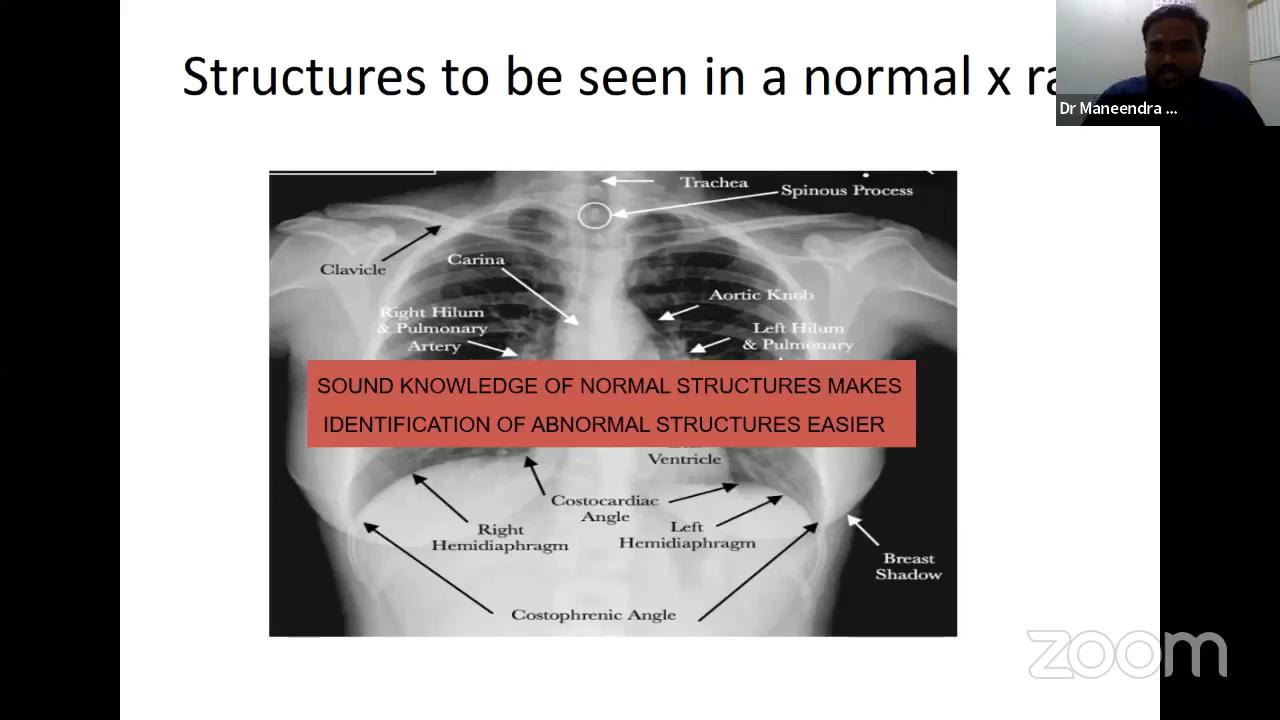 Structures to be seen in a normal x
Dr Maneendra ...
Trachea
Spinous Process
Clavicle
Carina
Aortic Knob
Right Hilum
& Pulmonary
Artery
Left Hilum
& Pulmonary
SOUND KNOWLEDGE OF NORMAL STRUCTURES MAKES
IDENTIFICATION OF ABNORMAL STRUCTURES EASIER
Ventricle
Costocardiac
Angle
Right
Hemidiaphragm
Left
Hemidiaphragm
Breast
Shadow
Costophrenic Angle
zoom